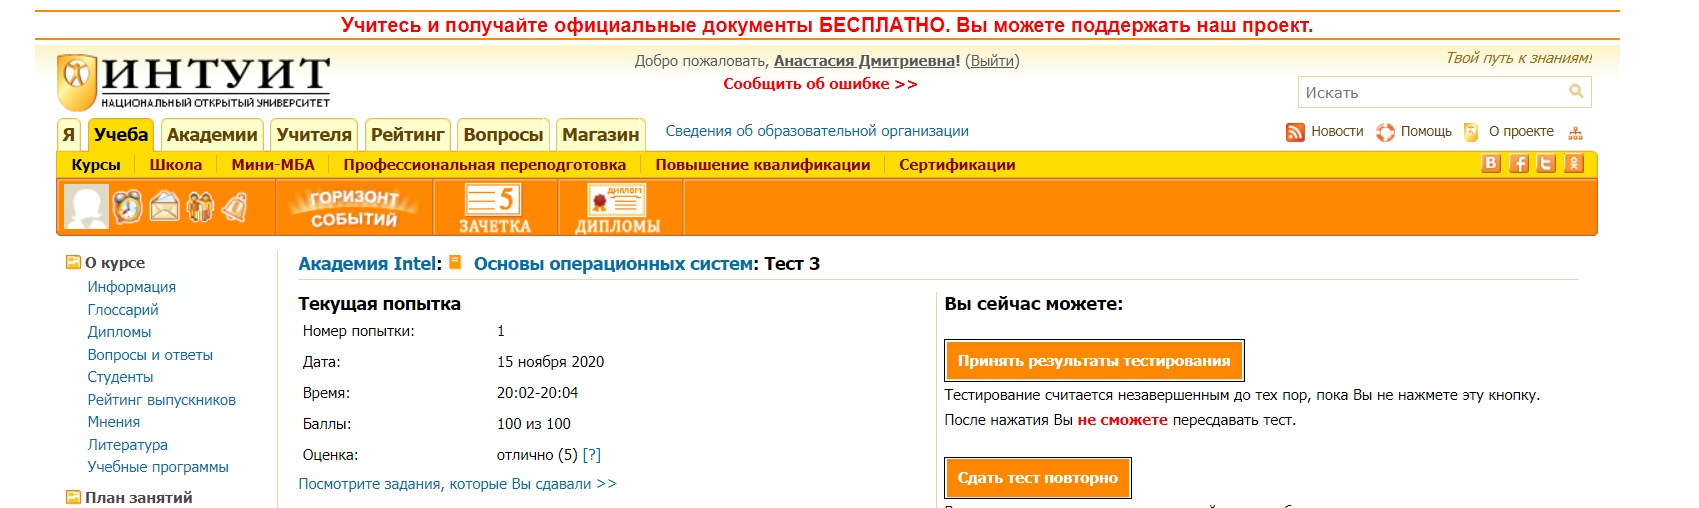 Учитесь и получайте официальные документы БЕСПЛАТНО. Вы можете поддержать наш проект.
ИНТУИТ
НАЦИОНАЛЬНЫЙ ОТКРЫТЫЙ УНИВЕРСИТЕТ
Добро пожаловать, Анастасия Дмитриевна! (Выйти)
Сообщить об ошибке >>
Твой путь к знаниям!
Искать
Я Учеба Академии Учителя Рейтинг Вопросы Магазин Сведения об образовательной организации
Новости Помощь О проекте
Курсы Школа Мини-МБА Профессиональная переподготовка Повышение квалификации Сертификации
B f t
ГОРИЗОНТ
СОБЫТИЙ
5
ЗАЧЕТКА
ДИПЛОМ
ДИПЛОМЫ
О курсе
Информация
Глоссарий
Дипломы
Вопросы и ответы
Студенты
Рейтинг выпускников
Мнения
Литература
Учебные программы
План занятий
Академия Intel: Основы операционных систем: Тест 3
Текущая попытка
Номер попытки: 1
Дата: 15 ноября 2020
Время: 20:02-20:04
Баллы: 100 из 100
Оценка: отлично (5) [?]
Посмотрите задания, которые Вы сдавали >>
Вы сейчас можете:
Принять результаты тестирования
Тестирование считается незавершенным до тех пор, пока Вы не нажмете эту кнопку.
После нажатия Вы не сможете пересдавать тест.
Сдать тест повторно